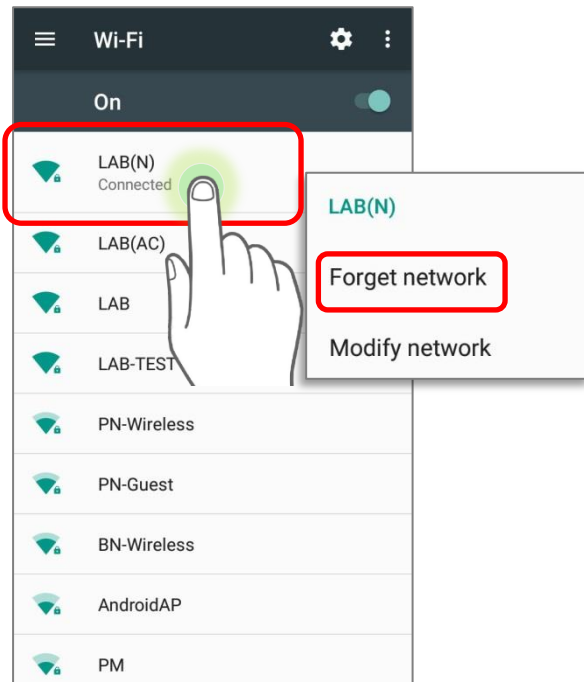 Wi-Fi
On
LAB(N)
Connected
LAB(AC)
LAB
LAB-TEST
PN-Wireless
PN-Guest
BN-Wireless
AndroidAP
PM
LAB(N)
Forget network
Modify network